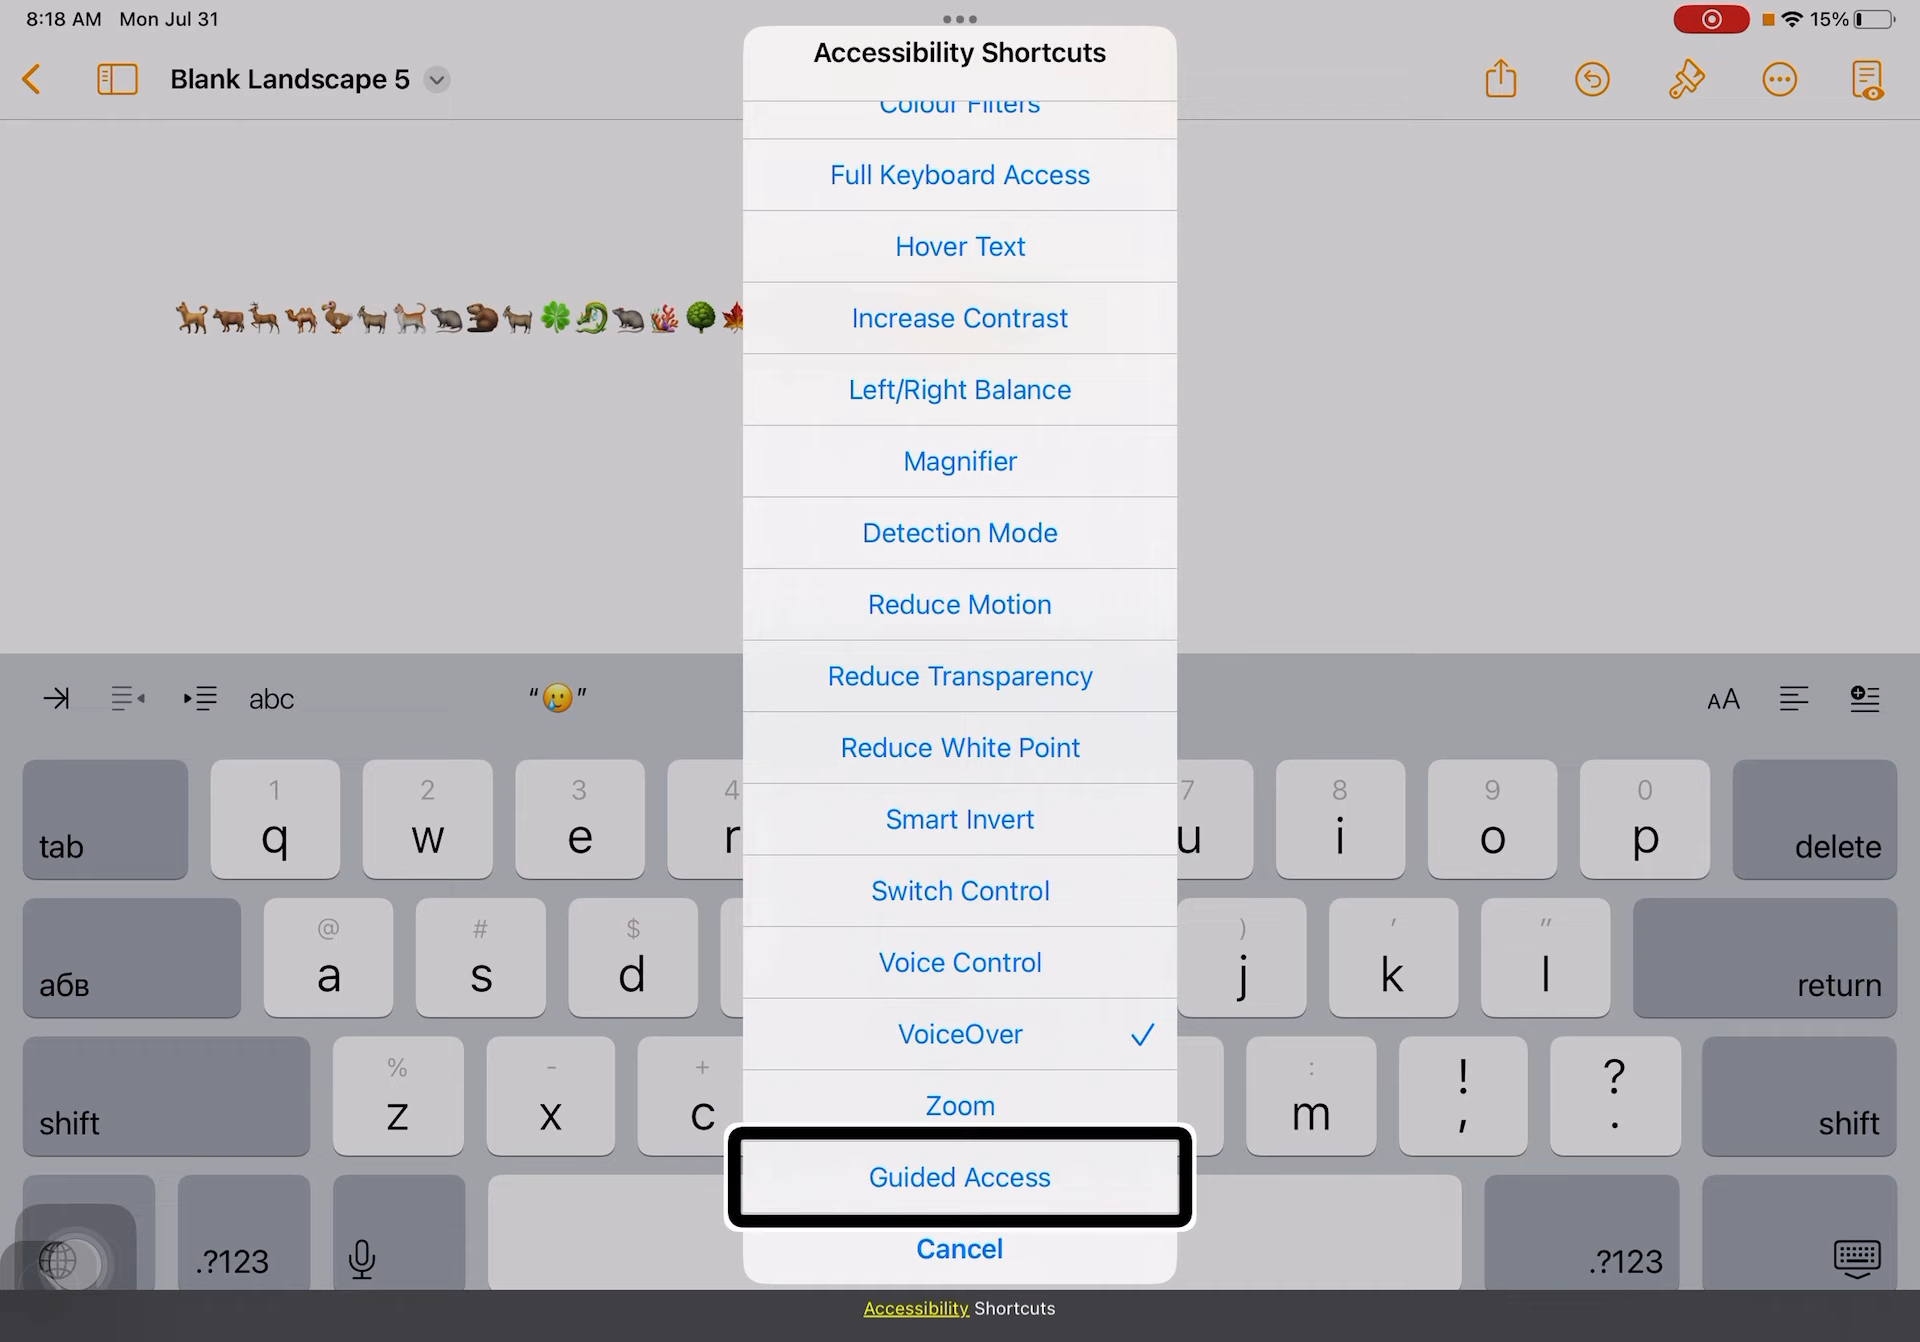 8:18 AM Mon Jul 31
15%
Blank Landscape 5
Accessibility Shortcuts
Colour Filters
Full Keyboard Access
Hover Text
Increase Contrast
Left/Right Balance
Magnifier
Detection Mode
Reduce Motion
Reduce Transparency
Reduce White Point
Smart Invert
Switch Control
Voice Control
VoiceOver
Zoom
Guided Access
Cancel
abc “🥲” AA
1 2 3 4 7 8 9 0
tab q w e r u i o p delete
@ # $ ) ' "
абв a s d j k l return
% - + : ! ?
shift z x c m , . shift
.?123 .?123
Accessibility Shortcuts